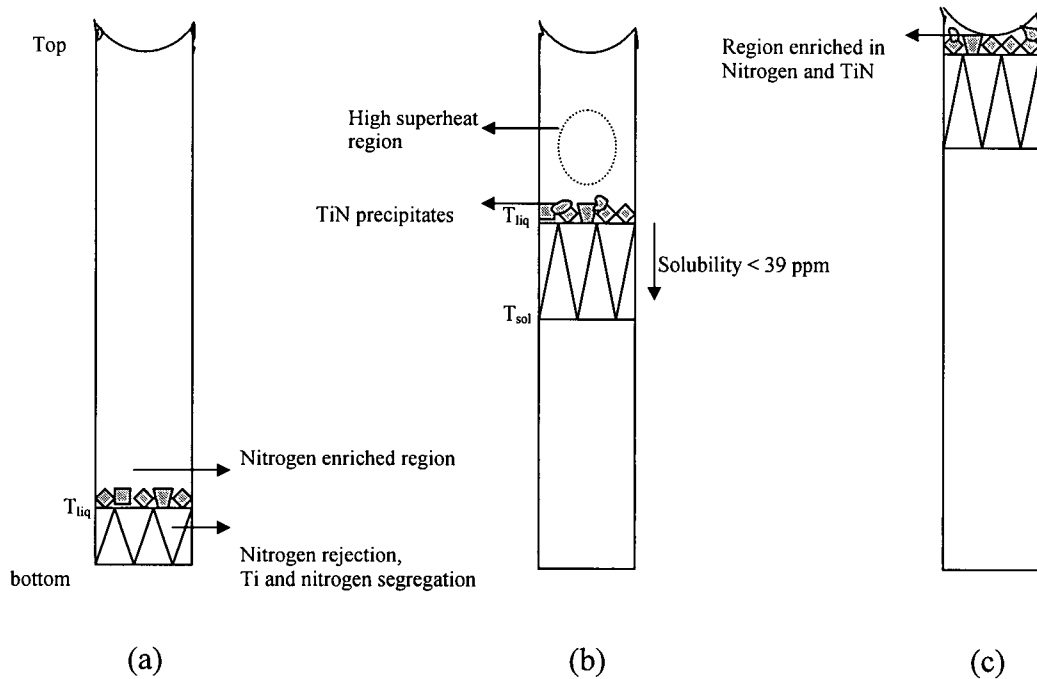 Top
Nitrogen enriched region
T_liq
Nitrogen rejection,
Ti and nitrogen segregation
bottom
(a)
High superheat
region
TiN precipitates
T_liq
Solubility < 39 ppm
T_sol
(b)
Region enriched in
Nitrogen and TiN
(c)